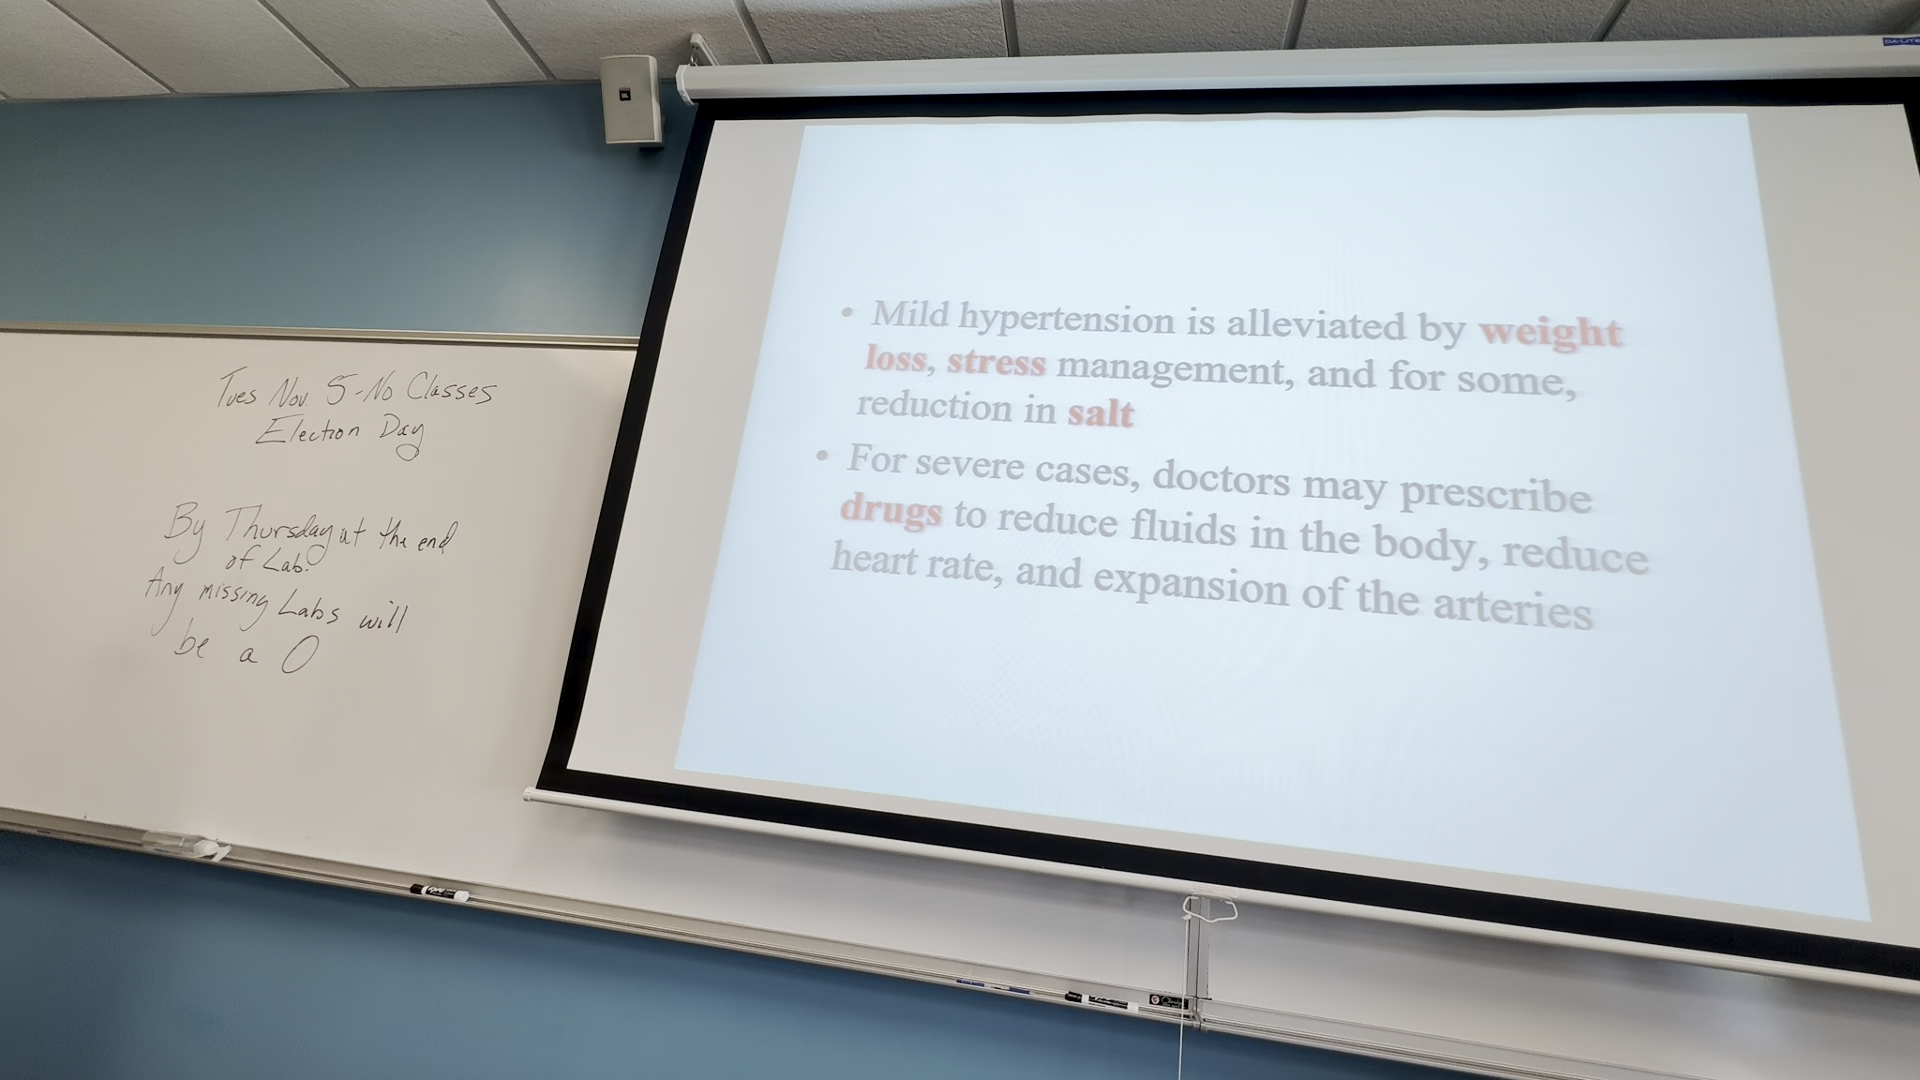 Tues Nov 5-No Classes
Election Day
By Thursday at the end
of Lab.
Any missing Labs will
be a 0
• Mild hypertension is alleviated by weight
loss, stress management, and for some,
reduction in salt
• For severe cases, doctors may prescribe
drugs to reduce fluids in the body, reduce
heart rate, and expansion of the arteries